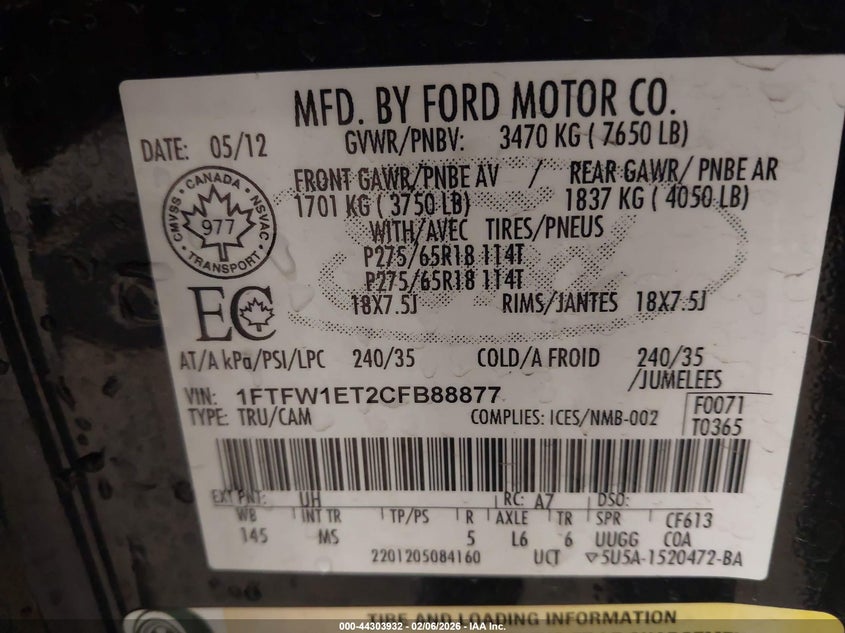 MFD. BY FORD MOTOR CO.
DATE: 05/12
GVWR/PNBV: 3470 KG ( 7650 LB)
FRONT GAWR/PNBE AV / REAR GAWR/ PNBE AR
1701 KG ( 3750 LB) 1837 KG ( 4050 LB)
WITH/AVEC TIRES/PNEUS
P275/65R18 114T
P275/65R18 114T
18X7.5J RIMS/JANTES 18X7.5J
CANADA
CMVSS NSVAC
977
TRANSPORT
EC
AT/A kPa/PSI/LPC 240/35 COLD/A FROID 240/35
/JUMELEES
VIN: 1FTFW1ET2CFB88877
TYPE: TRU/CAM COMPLIES: ICES/NMB-002
F0071
T0365
EXT PNT: UH RC: A7 DSO:
WB INT TR TP/PS R AXLE TR SPR CF613
145 MS 5 L6 6 UUGG COA
2201205084160 UCT 5U5A-1520472-BA
TIRE AND LOADING INFORMATION
000-44303932 - 02/06/2026 - IAA Inc.